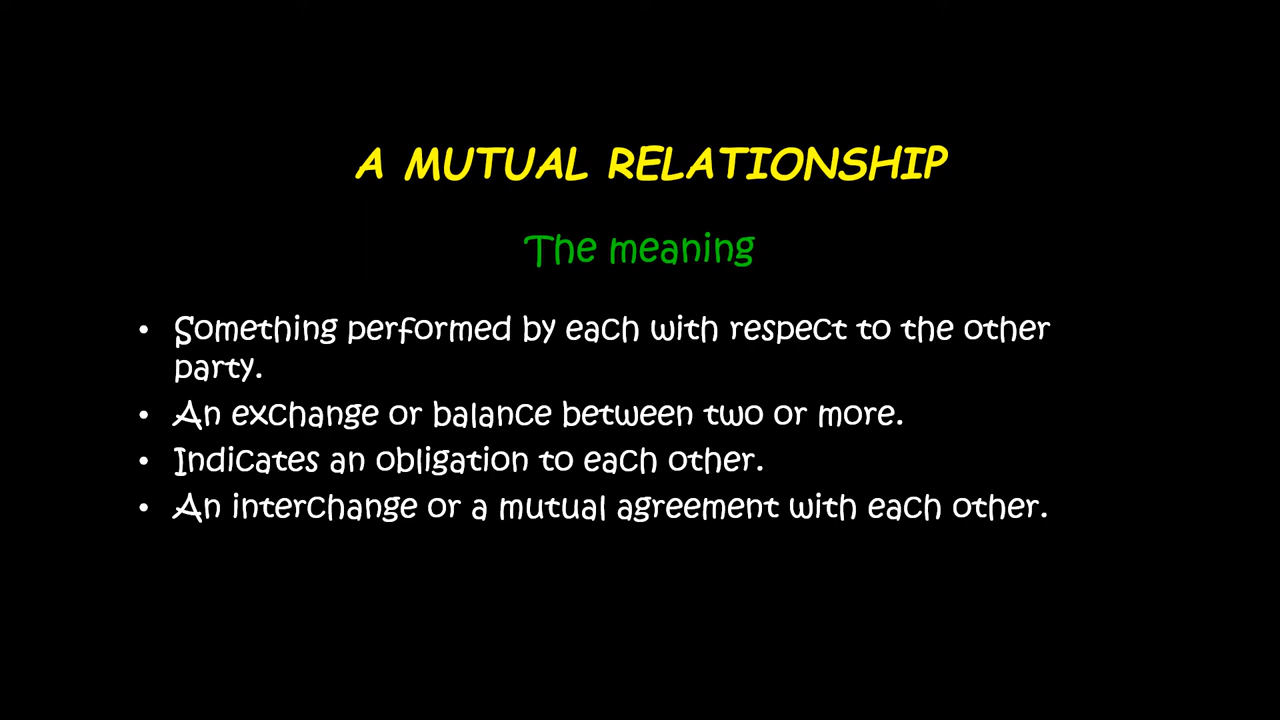 A MUTUAL RELATIONSHIP
The meaning
• Something performed by each with respect to the other
party.
• An exchange or balance between two or more.
• Indicates an obligation to each other.
• An interchange or a mutual agreement with each other.